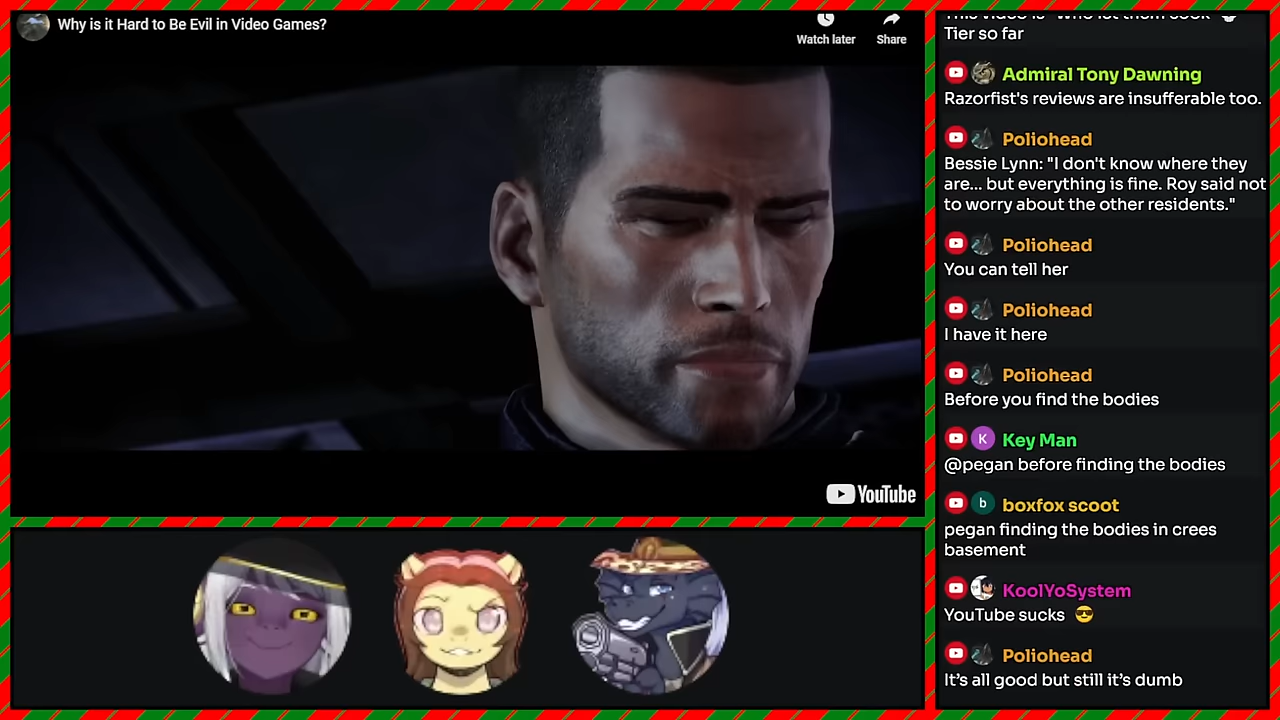 Why is it Hard to Be Evil in Video Games?
Watch later
Share
YouTube
Tier so far
Admiral Tony Dawning
Razorfist's reviews are insufferable too.
Poliohead
Bessie Lynn: "I don't know where they
are... but everything is fine. Roy said not
to worry about the other residents."
Poliohead
You can tell her
Poliohead
I have it here
Poliohead
Before you find the bodies
K
Key Man
@pegan before finding the bodies
b
boxfox scoot
pegan finding the bodies in crees
basement
KoolYoSystem
YouTube sucks 😎
Poliohead
It's all good but still it's dumb